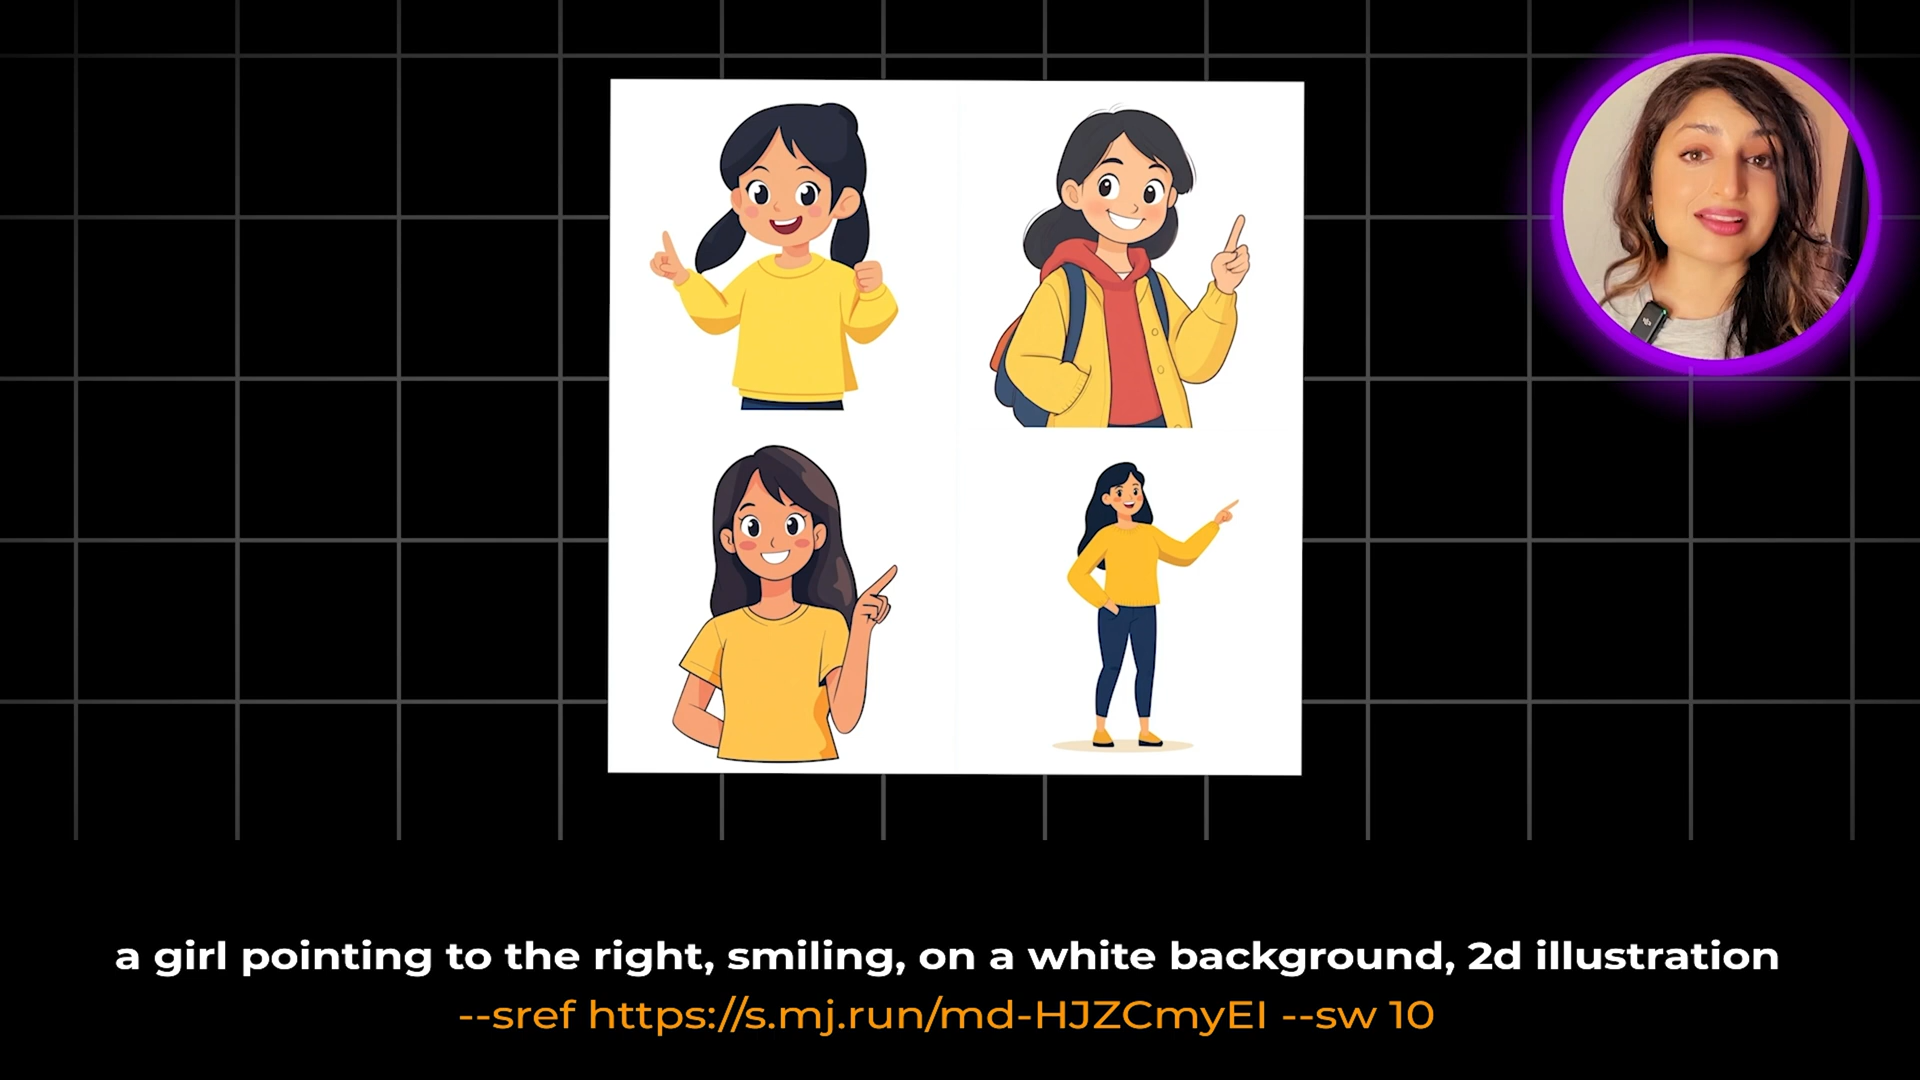 a girl pointing to the right, smiling, on a white background, 2d illustration
--sref https://s.mj.run/md-HJZCmyEI --sw 10